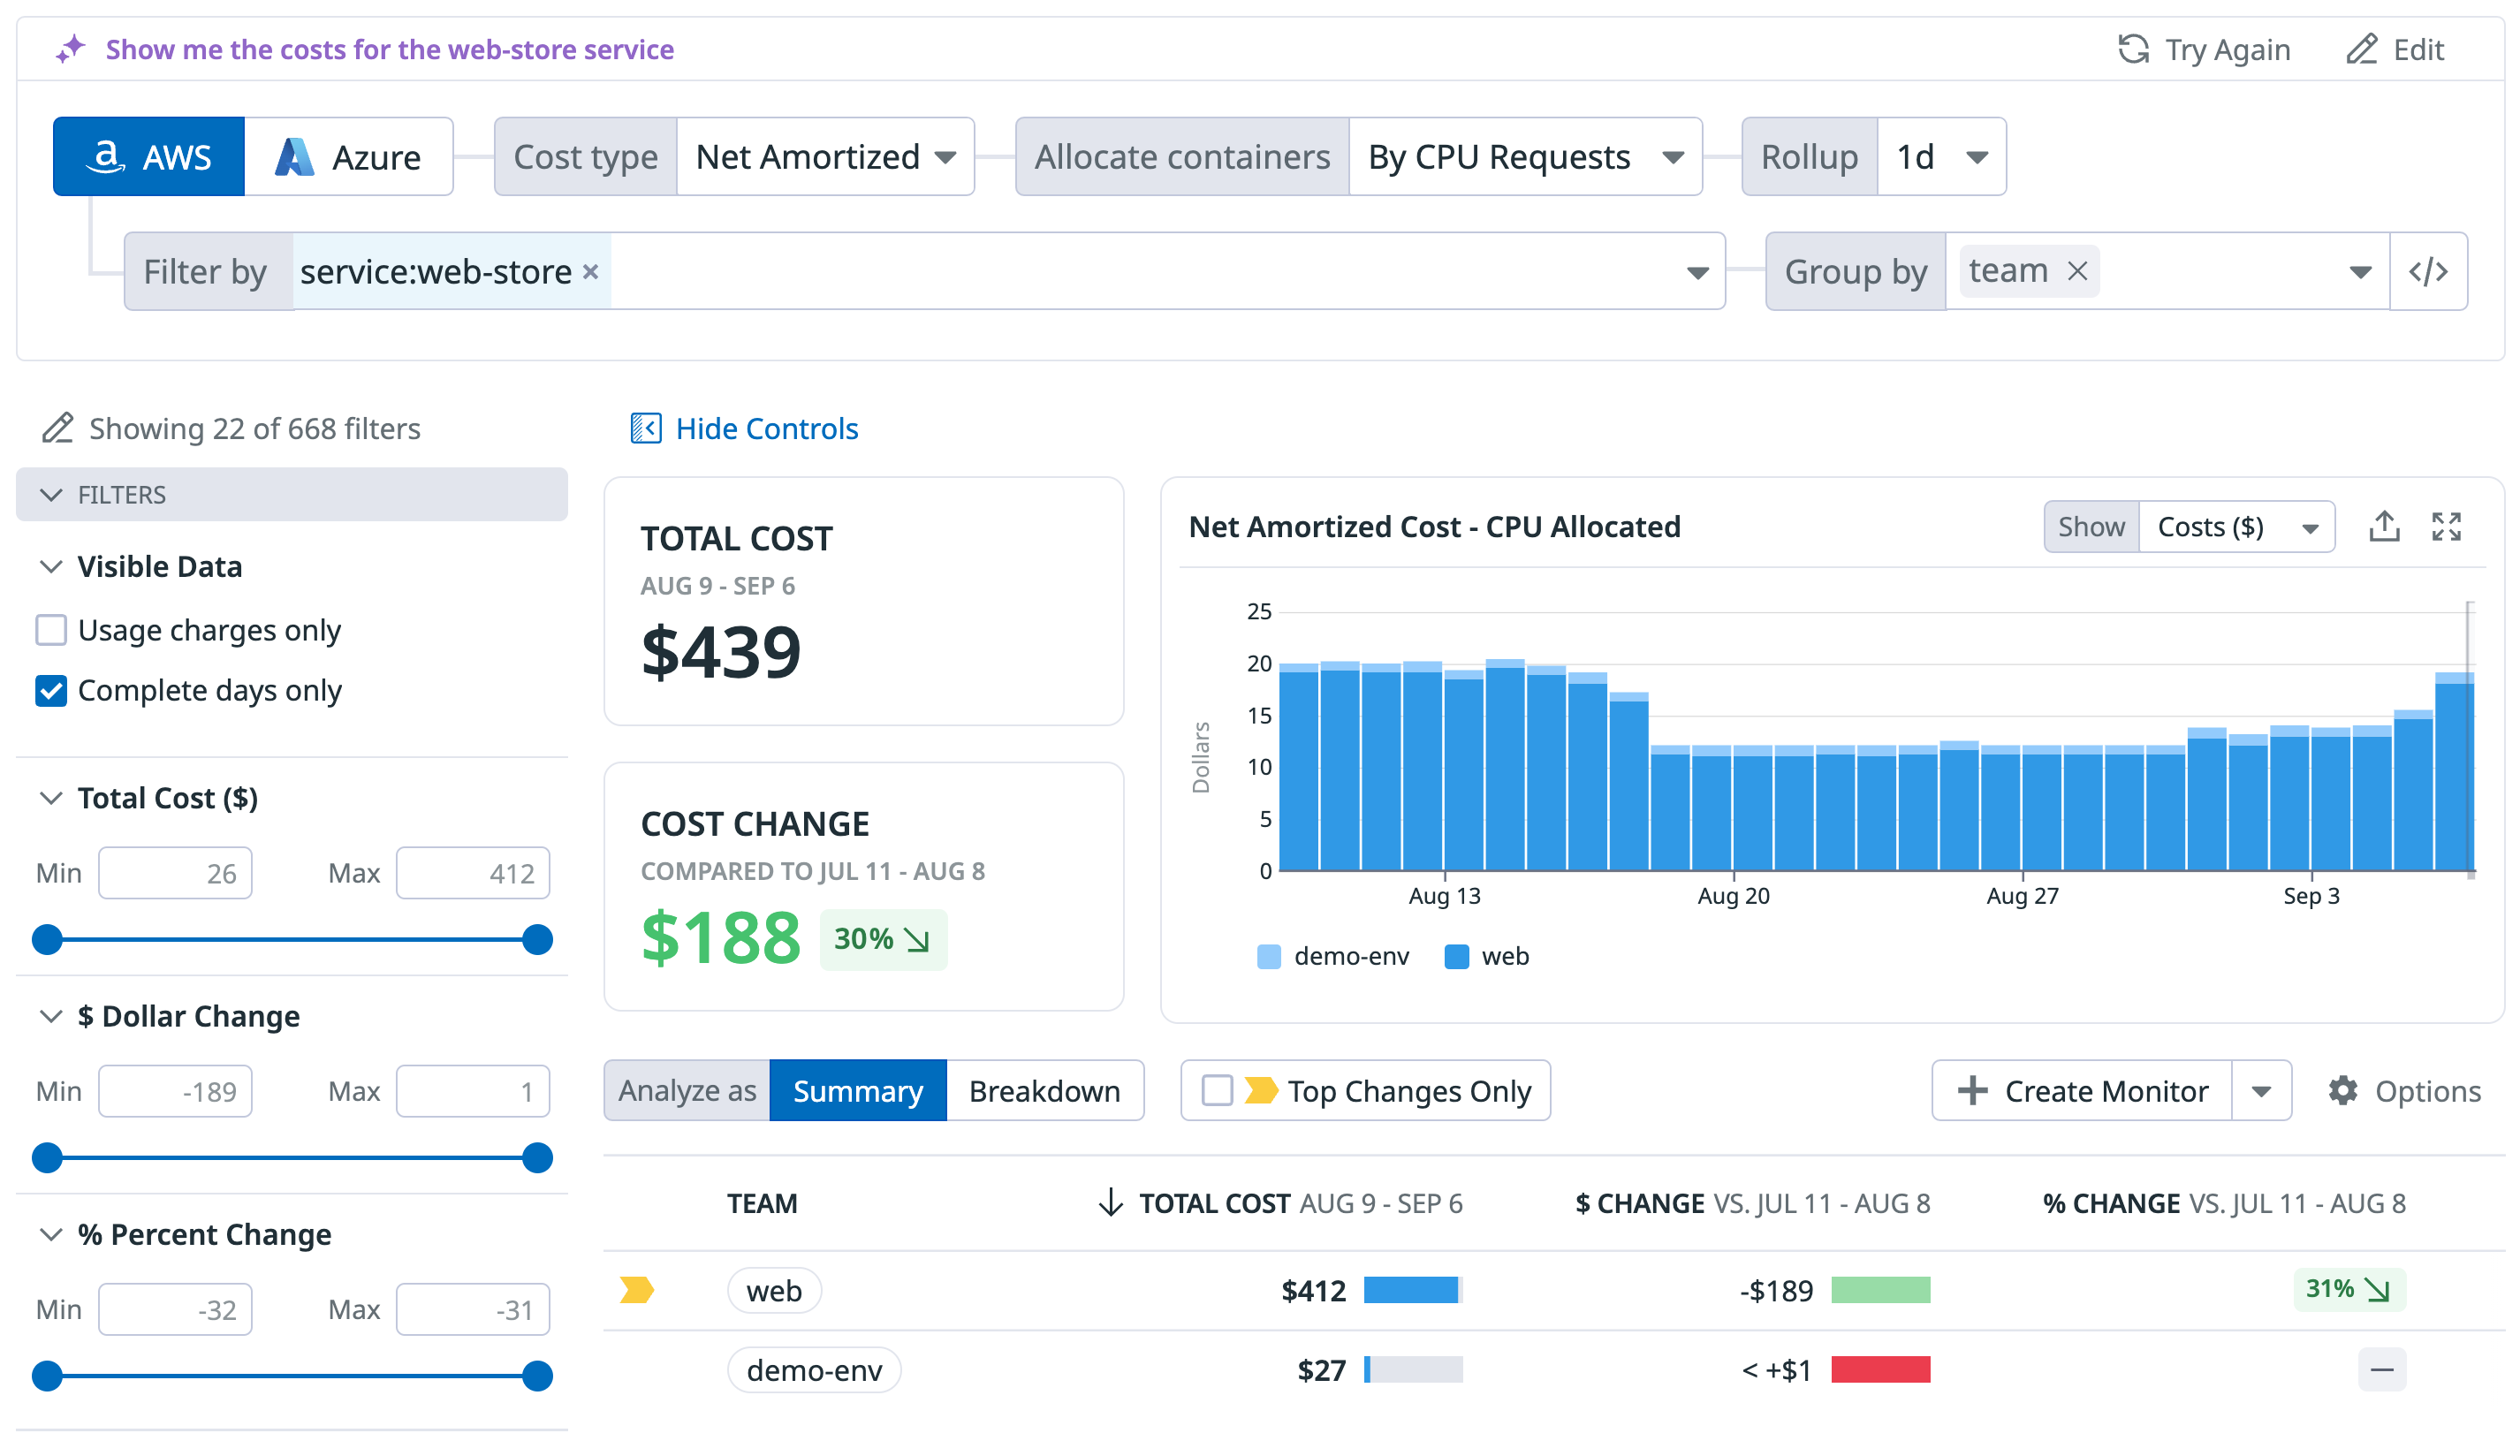 Show me the costs for the web-store service
Try Again
Edit
AWS
Azure
Cost type
Net Amortized
Allocate containers
By CPU Requests
Rollup
1d
Filter by
service:web-store ×
Group by
team ×
</>
Showing 22 of 668 filters
Hide Controls
FILTERS
Visible Data
Usage charges only
Complete days only
Total Cost ($)
Min 26
Max 412
$ Dollar Change
Min -189
Max 1
% Percent Change
Min -32
Max -31
TOTAL COST
AUG 9 - SEP 6
$439
COST CHANGE
COMPARED TO JUL 11 - AUG 8
$188
30%
Net Amortized Cost - CPU Allocated
Show
Costs ($)
Dollars
25
20
15
10
5
0
Aug 13
Aug 20
Aug 27
Sep 3
demo-env
web
Analyze as
Summary
Breakdown
Top Changes Only
Create Monitor
Options
TEAM
TOTAL COST AUG 9 - SEP 6
$ CHANGE VS. JUL 11 - AUG 8
% CHANGE VS. JUL 11 - AUG 8
web
$412
-$189
31%
demo-env
$27
< +$1
—